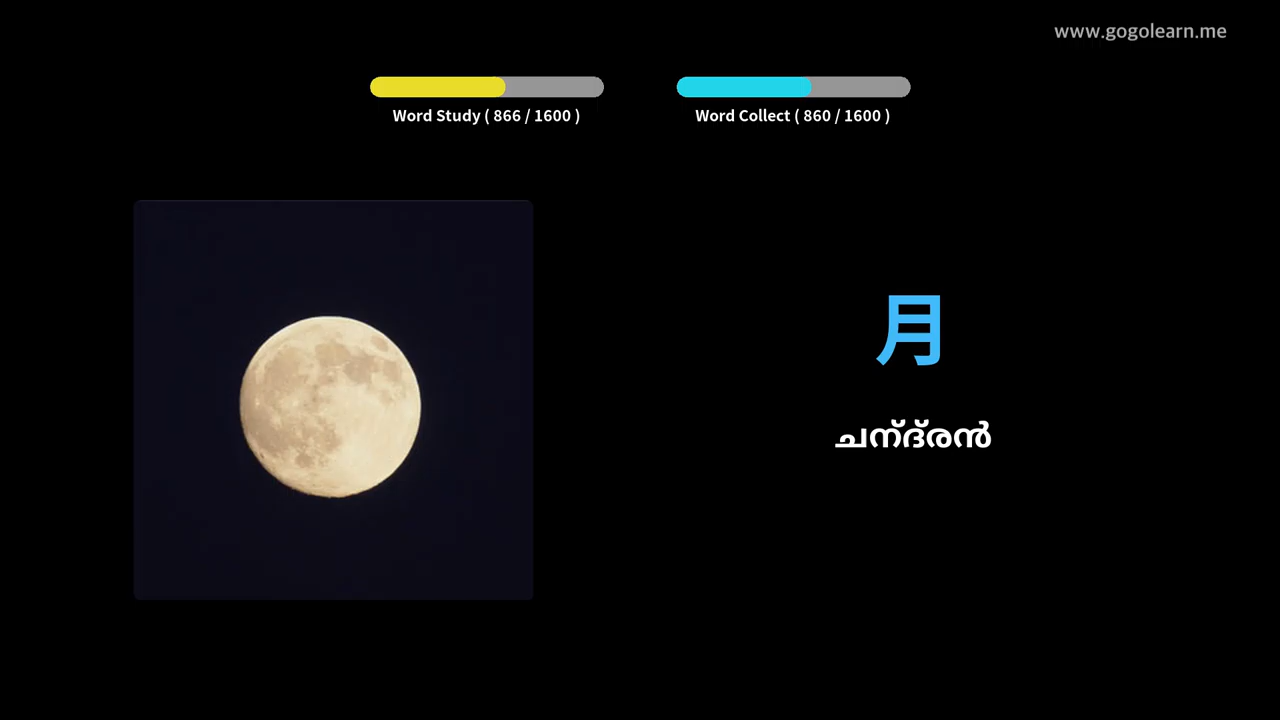 www.gogolearn.me
Word Study ( 866 / 1600 )
Word Collect ( 860 / 1600 )
月
ചന്ദ്രൻ